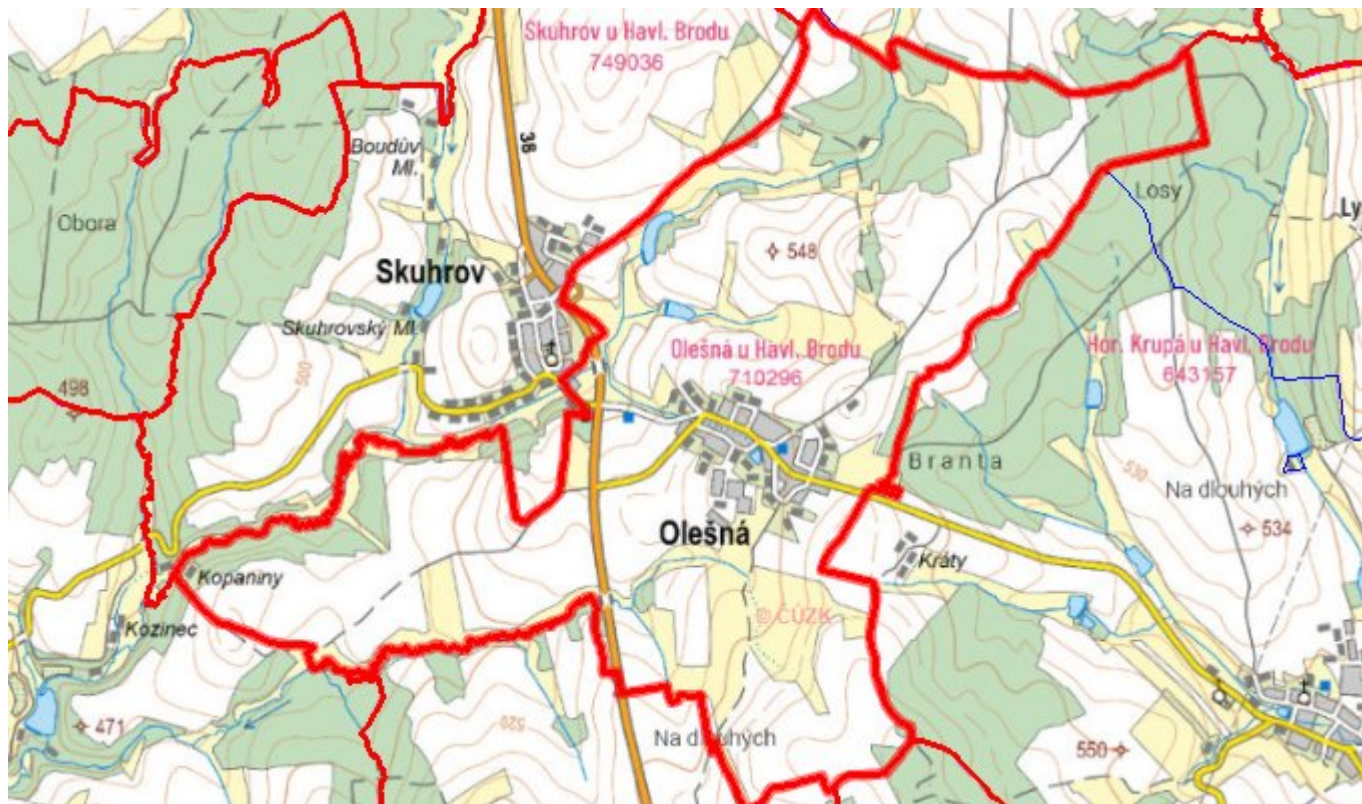 Skuhrov u Havl. Brodu
749036
38
Boudův
Ml.
Losy
Obora
Ly
548
Skuhrov
Skuhrovský Ml.
Olešná u Havl. Brodu
710296
Hor. Krupá u Havl. Brodu
643157
500
498
Branta
530
Na dlouhých
534
Olešná
Kráty
Kopaniny
© ČÚZK
Kozinec
471
520
Na dlouhých
550